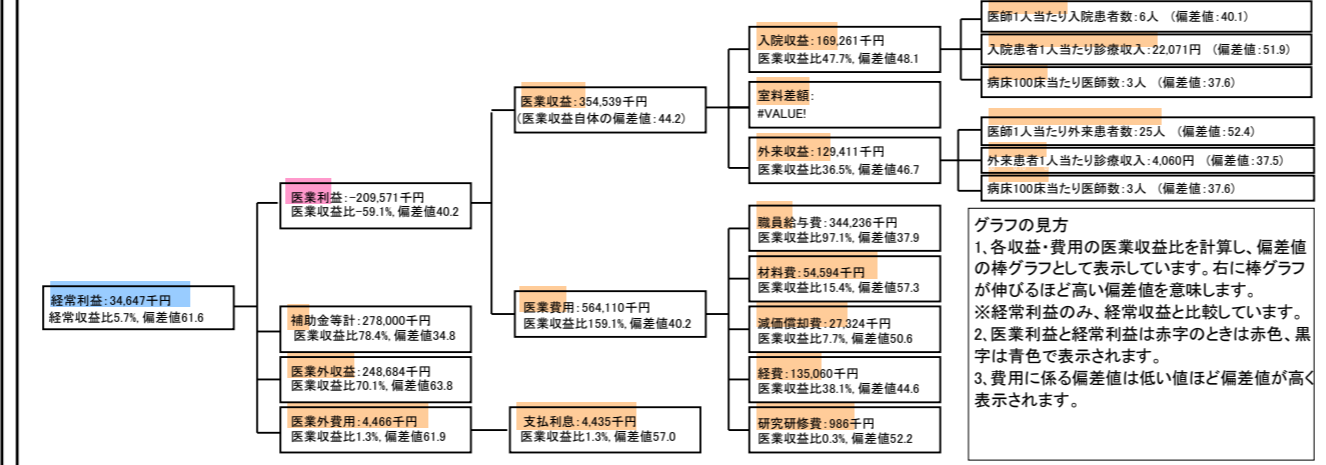 経常利益:34,647千円
経常収益比5.7%, 偏差値61.6
医業利益:-209,571千円
医業収益比-59.1%, 偏差値40.2
補助金等計:278,000千円
医業収益比78.4%, 偏差値34.8
医業外収益:248,684千円
医業収益比70.1%, 偏差値63.8
医業外費用:4,466千円
医業収益比1.3%, 偏差値61.9
支払利息:4,435千円
医業収益比1.3%, 偏差値57.0
医業収益:354,539千円
(医業収益自体の偏差値:44.2)
医業費用:564,110千円
医業収益比159.1%, 偏差値40.2
入院収益:169,261千円
医業収益比47.7%, 偏差値48.1
室料差額:
#VALUE!
外来収益:129,411千円
医業収益比36.5%, 偏差値46.7
職員給与費:344,236千円
医業収益比97.1%, 偏差値37.9
材料費:54,594千円
医業収益比15.4%, 偏差値57.3
減価償却費:27,324千円
医業収益比7.7%, 偏差値50.6
経費:135,060千円
医業収益比38.1%, 偏差値44.6
研究研修費:986千円
医業収益比0.3%, 偏差値52.2
医師1人当たり入院患者数:6人 (偏差値:40.1)
入院患者1人当たり診療収入:22,071円 (偏差値:51.9)
病床100床当たり医師数:3人 (偏差値:37.6)
医師1人当たり外来患者数:25人 (偏差値:52.4)
外来患者1人当たり診療収入:4,060円 (偏差値:37.5)
病床100床当たり医師数:3人 (偏差値:37.6)
グラフの見方
1、各収益・費用の医業収益比を計算し、偏差値
の棒グラフとして表示しています。右に棒グラフ
が伸びるほど高い偏差値を意味します。
※経常利益のみ、経常収益と比較しています。
2、医業利益と経常利益は赤字のときは赤色、黒
字は青色で表示されます。
3、費用に係る偏差値は低い値ほど偏差値が高く
表示されます。